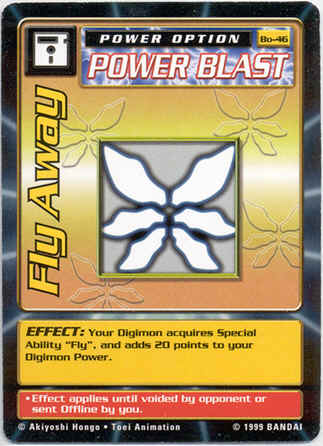 POWER OPTION
Bo-46
POWER BLAST
Fly Away
EFFECT: Your Digimon acquires Special
Ability "Fly", and adds 20 points to your
Digimon Power.
•Effect applies until voided by opponent or
sent Offline by you.
© Akiyoshi Hongo • Toei Animation
© 1999 BANDAI